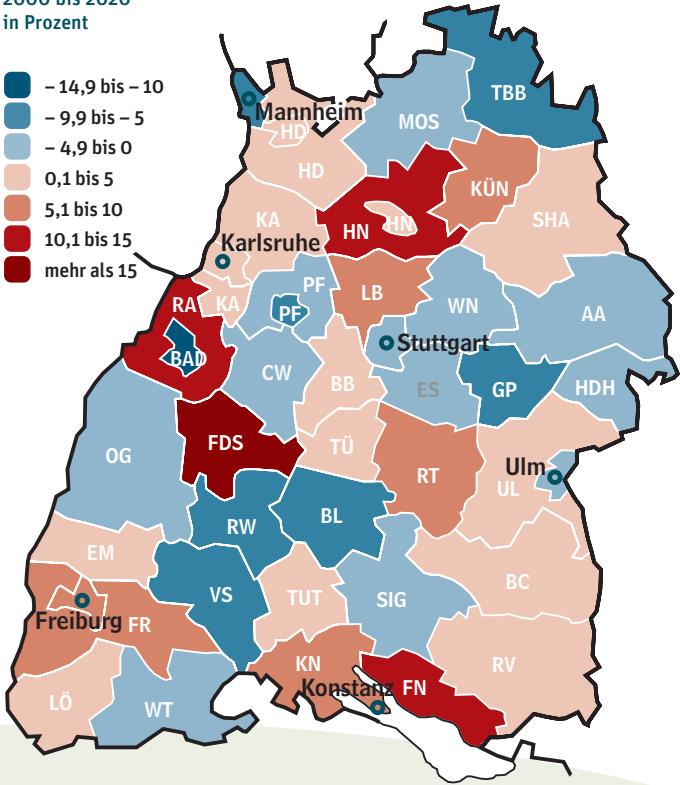 2000 bis 2020
in Prozent
– 14,9 bis – 10
– 9,9 bis – 5
– 4,9 bis 0
0,1 bis 5
5,1 bis 10
10,1 bis 15
mehr als 15
TBB
Mannheim
MOS
HD
HD
KÜN
KA
HN
HN
SHA
Karlsruhe
PF
LB
RA
KA
WN
AA
PF
Stuttgart
BAD
CW
BB
ES
GP
HDH
FDS
TÜ
OG
RT
Ulm
UL
RW
BL
EM
BC
VS
TUT
SIG
Freiburg
FR
KN
RV
Konstanz
FN
LÖ
WT